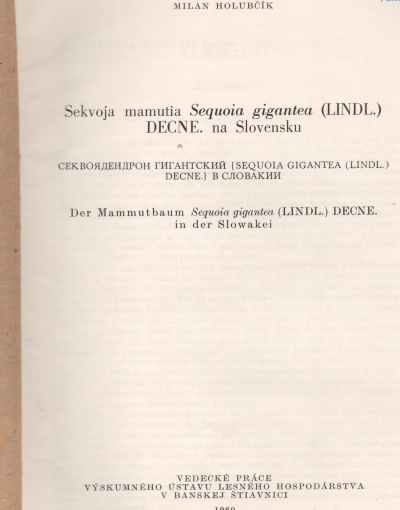 MILAN HOLUBČÍK
Sekvoja mamutia Sequoia gigantea (LINDL.)
DECNE. na Slovensku
СЕКВОЯДЕНДРОН ГИГАНТСКИЙ [SEQUOIA GIGANTEA (LINDL.)
DECNE.] В СЛОВАКИИ
Der Mammutbaum Sequoia gigantea (LINDL.) DECNE.
in der Slowakei
VEDECKÉ PRÁCE
VÝSKUMNÉHO ÚSTAVU LESNÉHO HOSPODÁRSTVA
V BANSKEJ ŠTIAVNICI